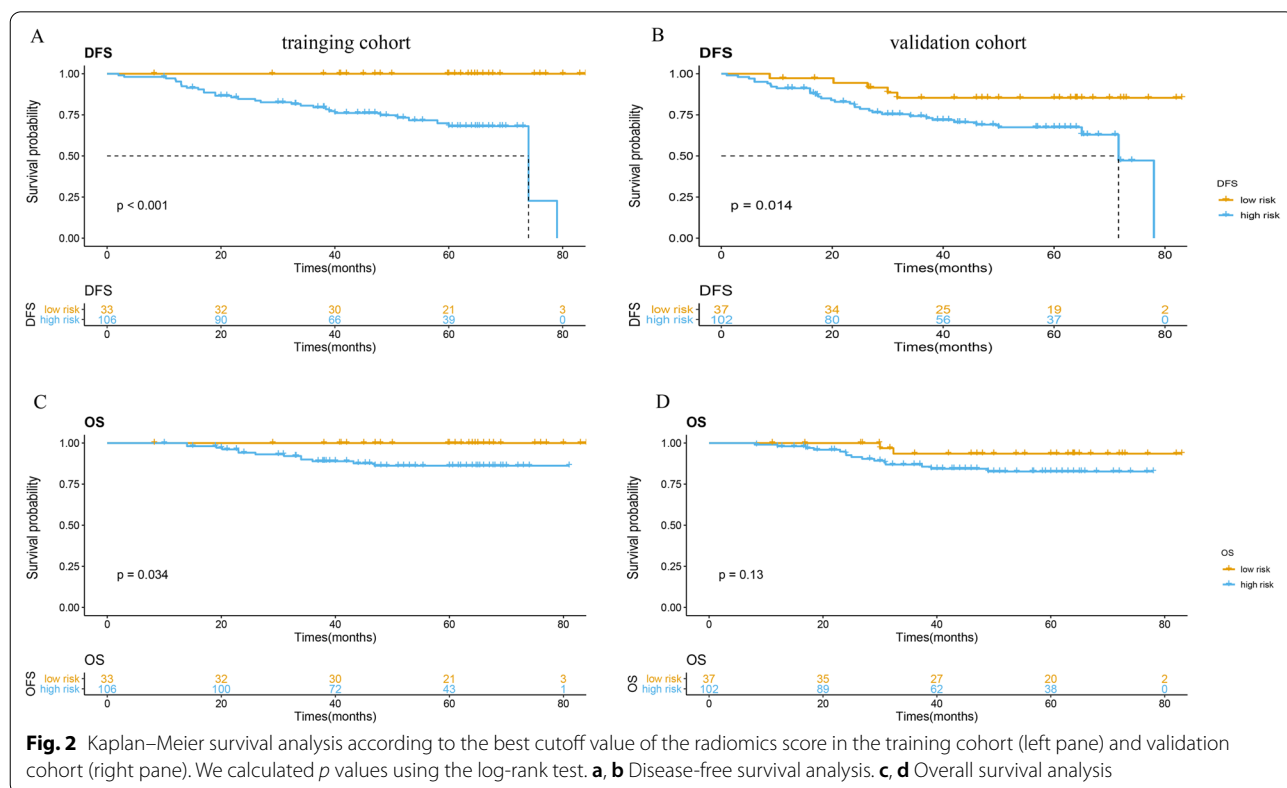 A trainging cohort
DFS
Survival probability
1.00
0.75
0.50
0.25
0.00
p < 0.001
0 20 40 60 80
Times(months)
DFS
DFS
low risk 33 32 30 21 3
high risk 106 90 66 39 0
0 20 40 60 80
Times(months)
B validation cohort
DFS
Survival probability
1.00
0.75
0.50
0.25
0.00
p = 0.014
0 20 40 60 80
Times(months)
DFS
low risk
high risk
DFS
DFS
low risk 37 34 25 19 2
high risk 102 80 56 37 0
0 20 40 60 80
Times(months)
C
OS
Survival probability
1.00
0.75
0.50
0.25
0.00
p = 0.034
0 20 40 60 80
Times(months)
OS
OFS
low risk 33 32 30 21 3
high risk 106 100 72 43 1
0 20 40 60 80
Times(months)
D
OS
Survival probability
1.00
0.75
0.50
0.25
0.00
p = 0.13
0 20 40 60 80
Times(months)
OS
low risk
high risk
OS
OS
low risk 37 35 27 20 2
high risk 102 89 62 38 0
0 20 40 60 80
Times(months)
Fig. 2 Kaplan–Meier survival analysis according to the best cutoff value of the radiomics score in the training cohort (left pane) and validation
cohort (right pane). We calculated p values using the log-rank test. a, b Disease-free survival analysis. c, d Overall survival analysis